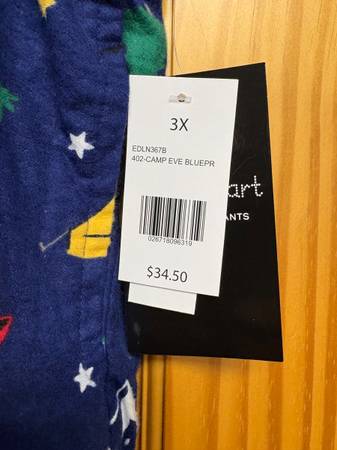 3X
EDLN367B
402-CAMP EVE BLUEPR
026718096319
$34.50
art
ANTS